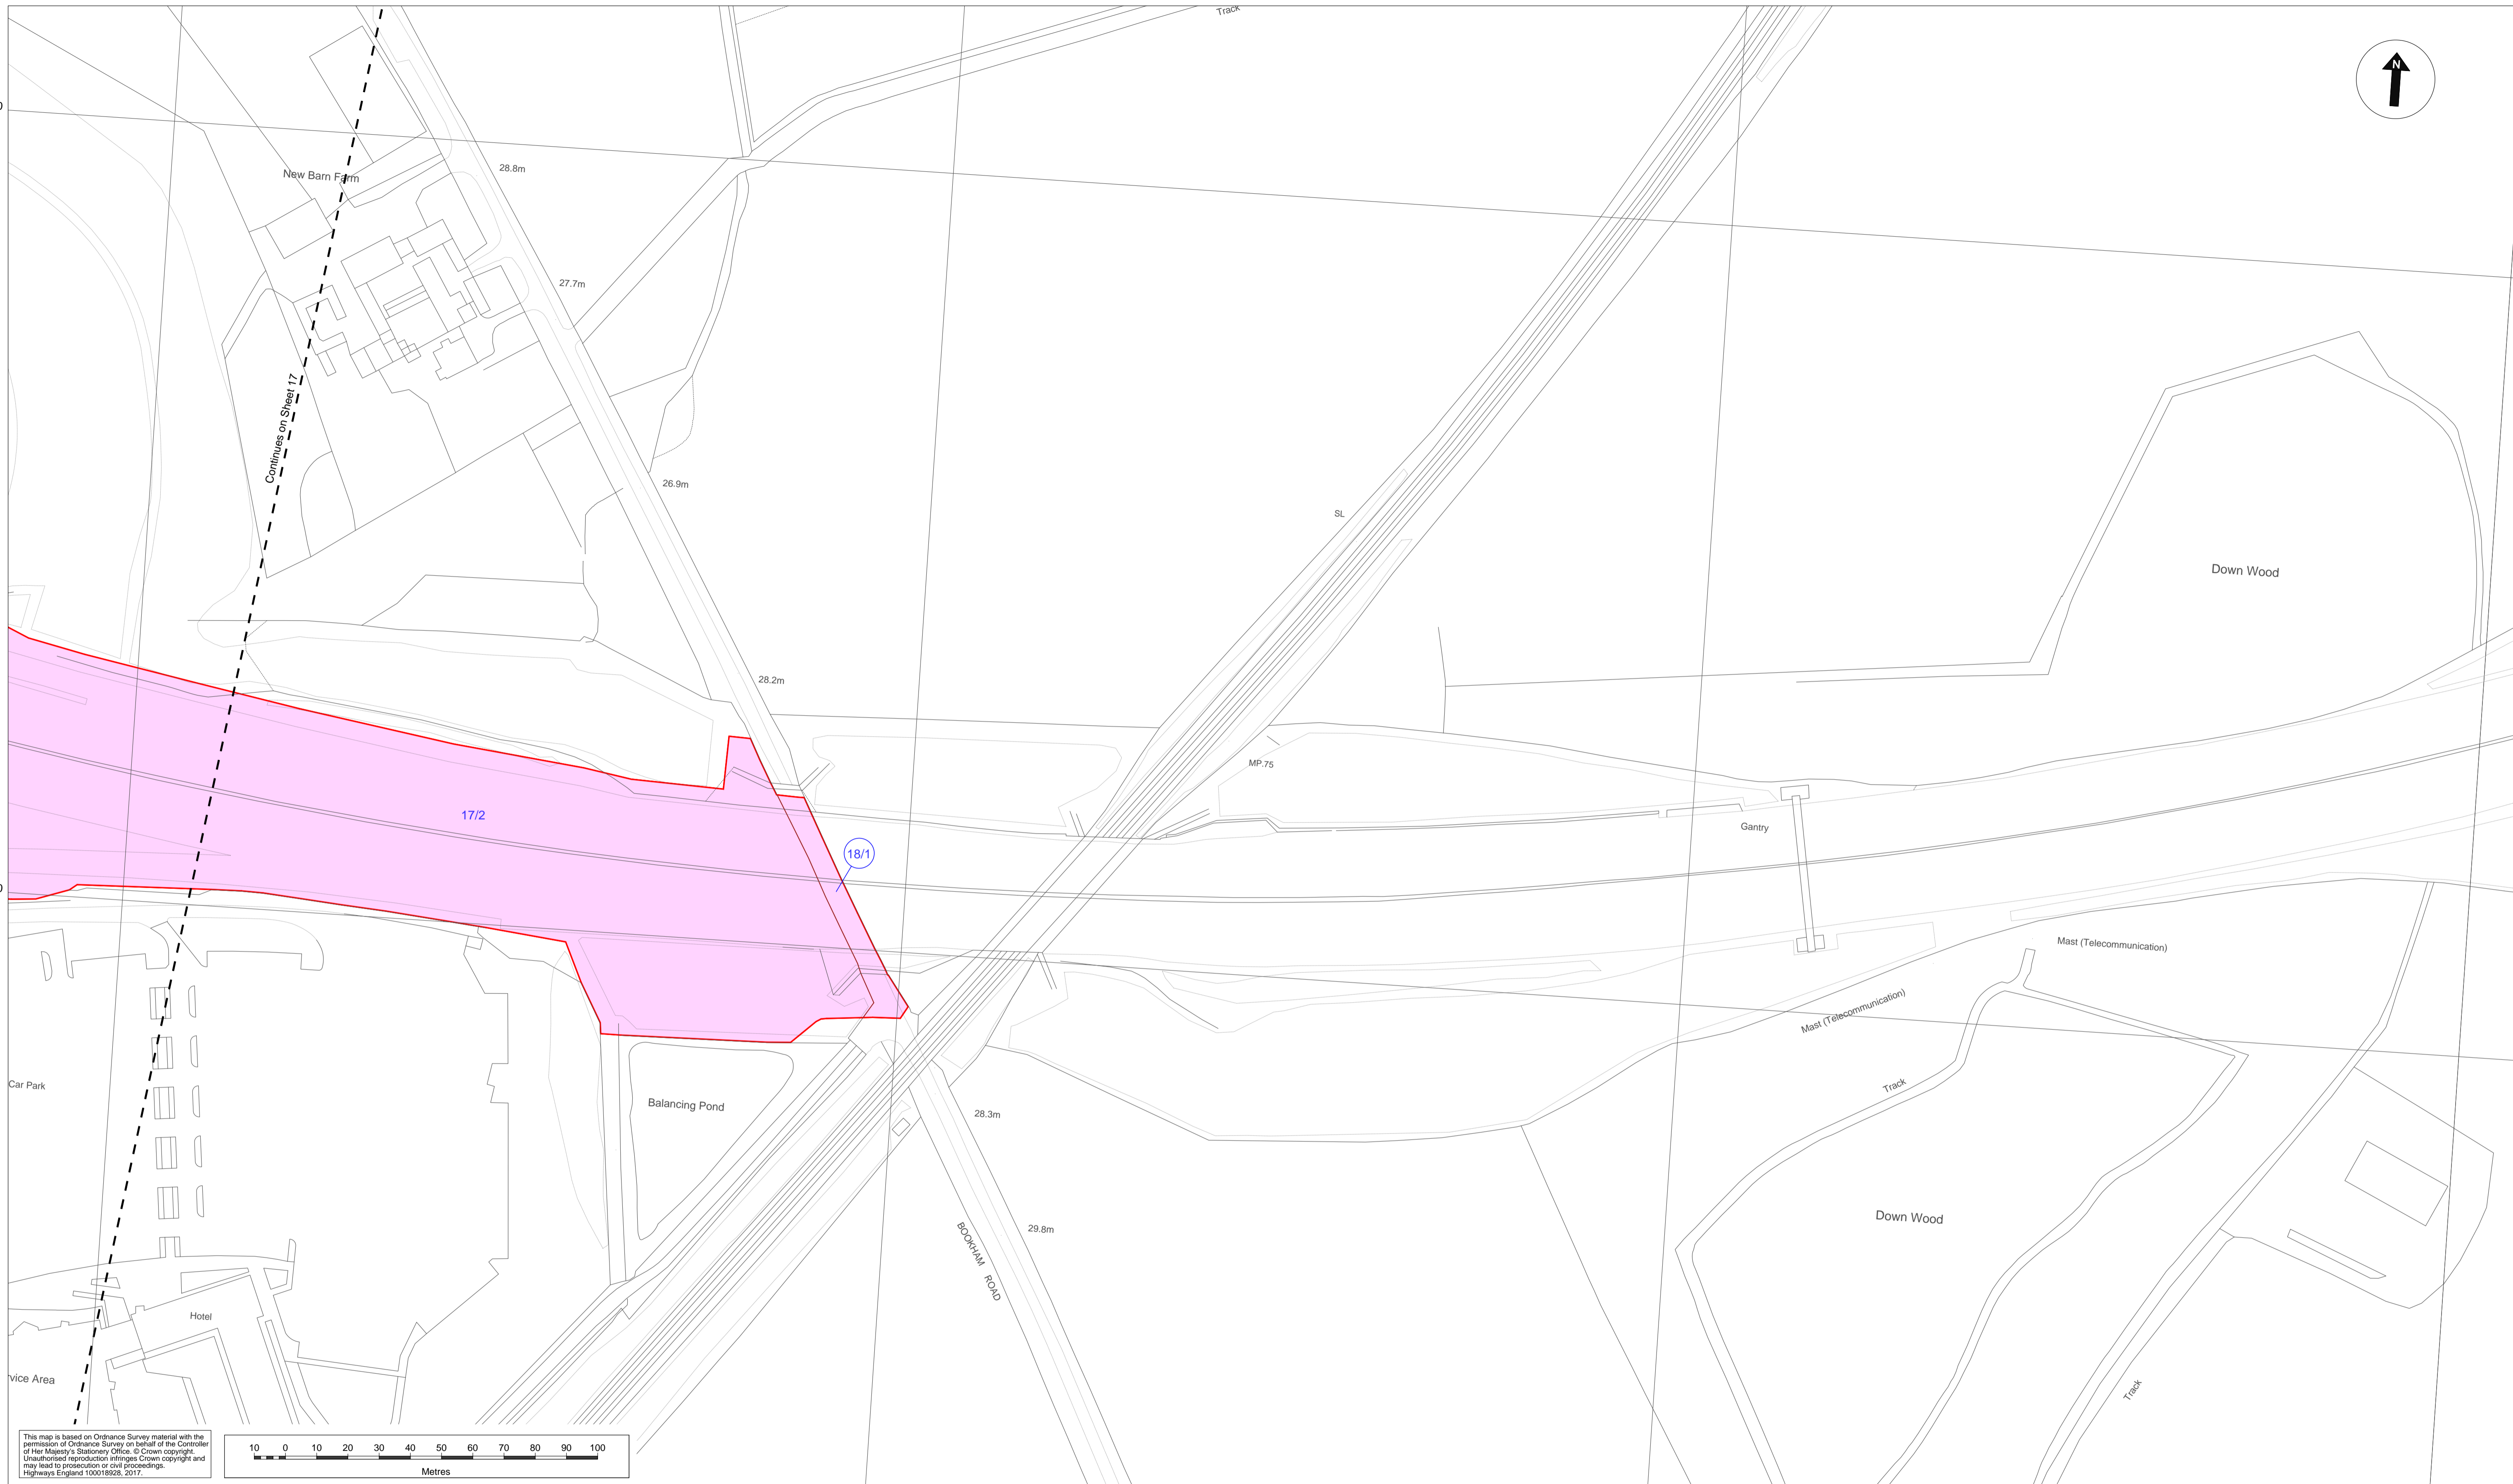 Track
N
0
28.8m
New Barn Farm
27.7m
Continues on Sheet 17
26.9m
SL
Down Wood
28.2m
MP.75
17/2
Gantry
18/1
0
Mast (Telecommunication)
Mast (Telecommunication)
Car Park
Track
Balancing Pond
28.3m
Down Wood
BOOKHAM ROAD
29.8m
Hotel
vice Area
Track
This map is based on Ordnance Survey material with the
permission of Ordnance Survey on behalf of the Controller
of Her Majesty's Stationery Office. © Crown copyright.
Unauthorised reproduction infringes Crown copyright and
may lead to prosecution or civil proceedings.
Highways England 100018928, 2017.
10 0 10 20 30 40 50 60 70 80 90 100
Metres